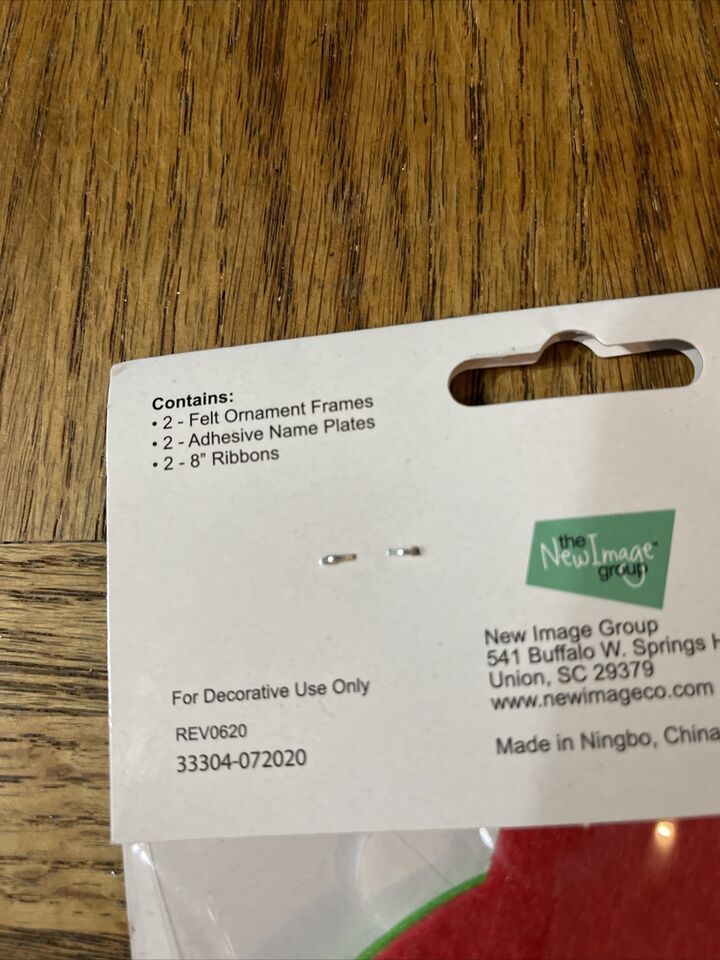 Contains:
• 2 - Felt Ornament Frames
• 2 - Adhesive Name Plates
• 2 - 8” Ribbons
the
NewImage™
group
New Image Group
541 Buffalo W. Springs
Union, SC 29379
www.newimageco.com
Made in Ningbo, China
For Decorative Use Only
REV0620
33304-072020